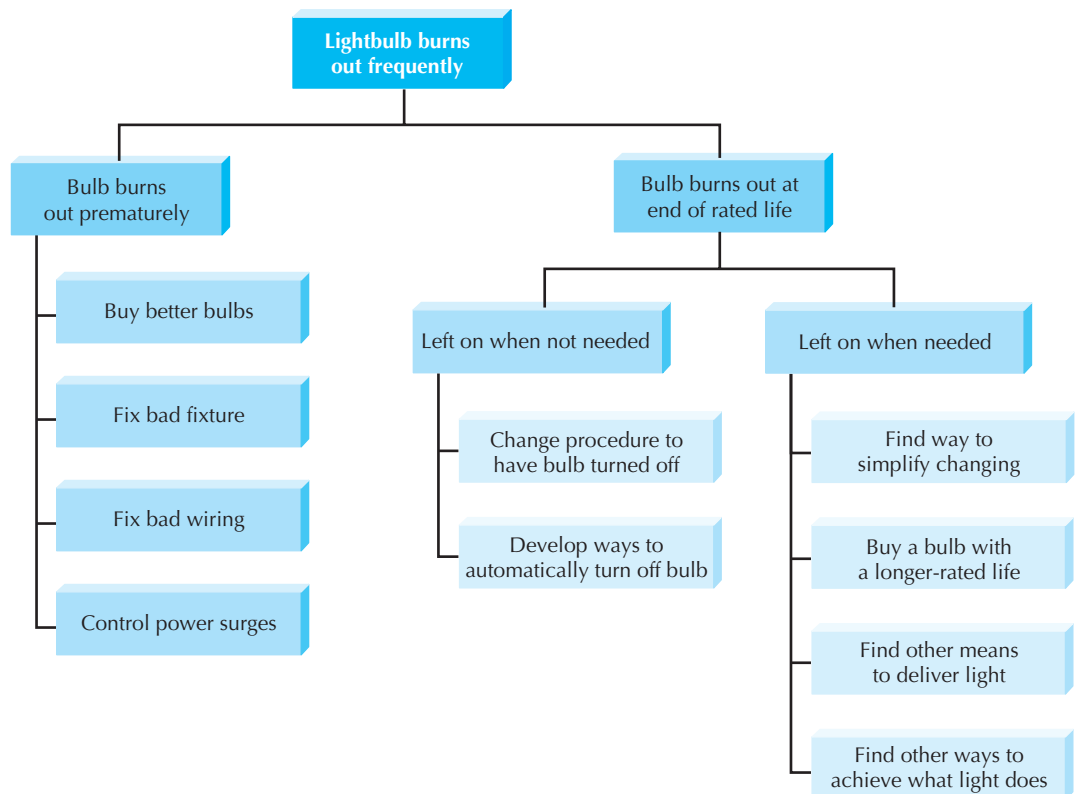 Lightbulb burns
out frequently
Bulb burns
out prematurely
Buy better bulbs
Fix bad fixture
Fix bad wiring
Control power surges
Bulb burns out at
end of rated life
Left on when not needed
Change procedure to
have bulb turned off
Develop ways to
automatically turn off bulb
Left on when needed
Find way to
simplify changing
Buy a bulb with
a longer-rated life
Find other means
to deliver light
Find other ways to
achieve what light does